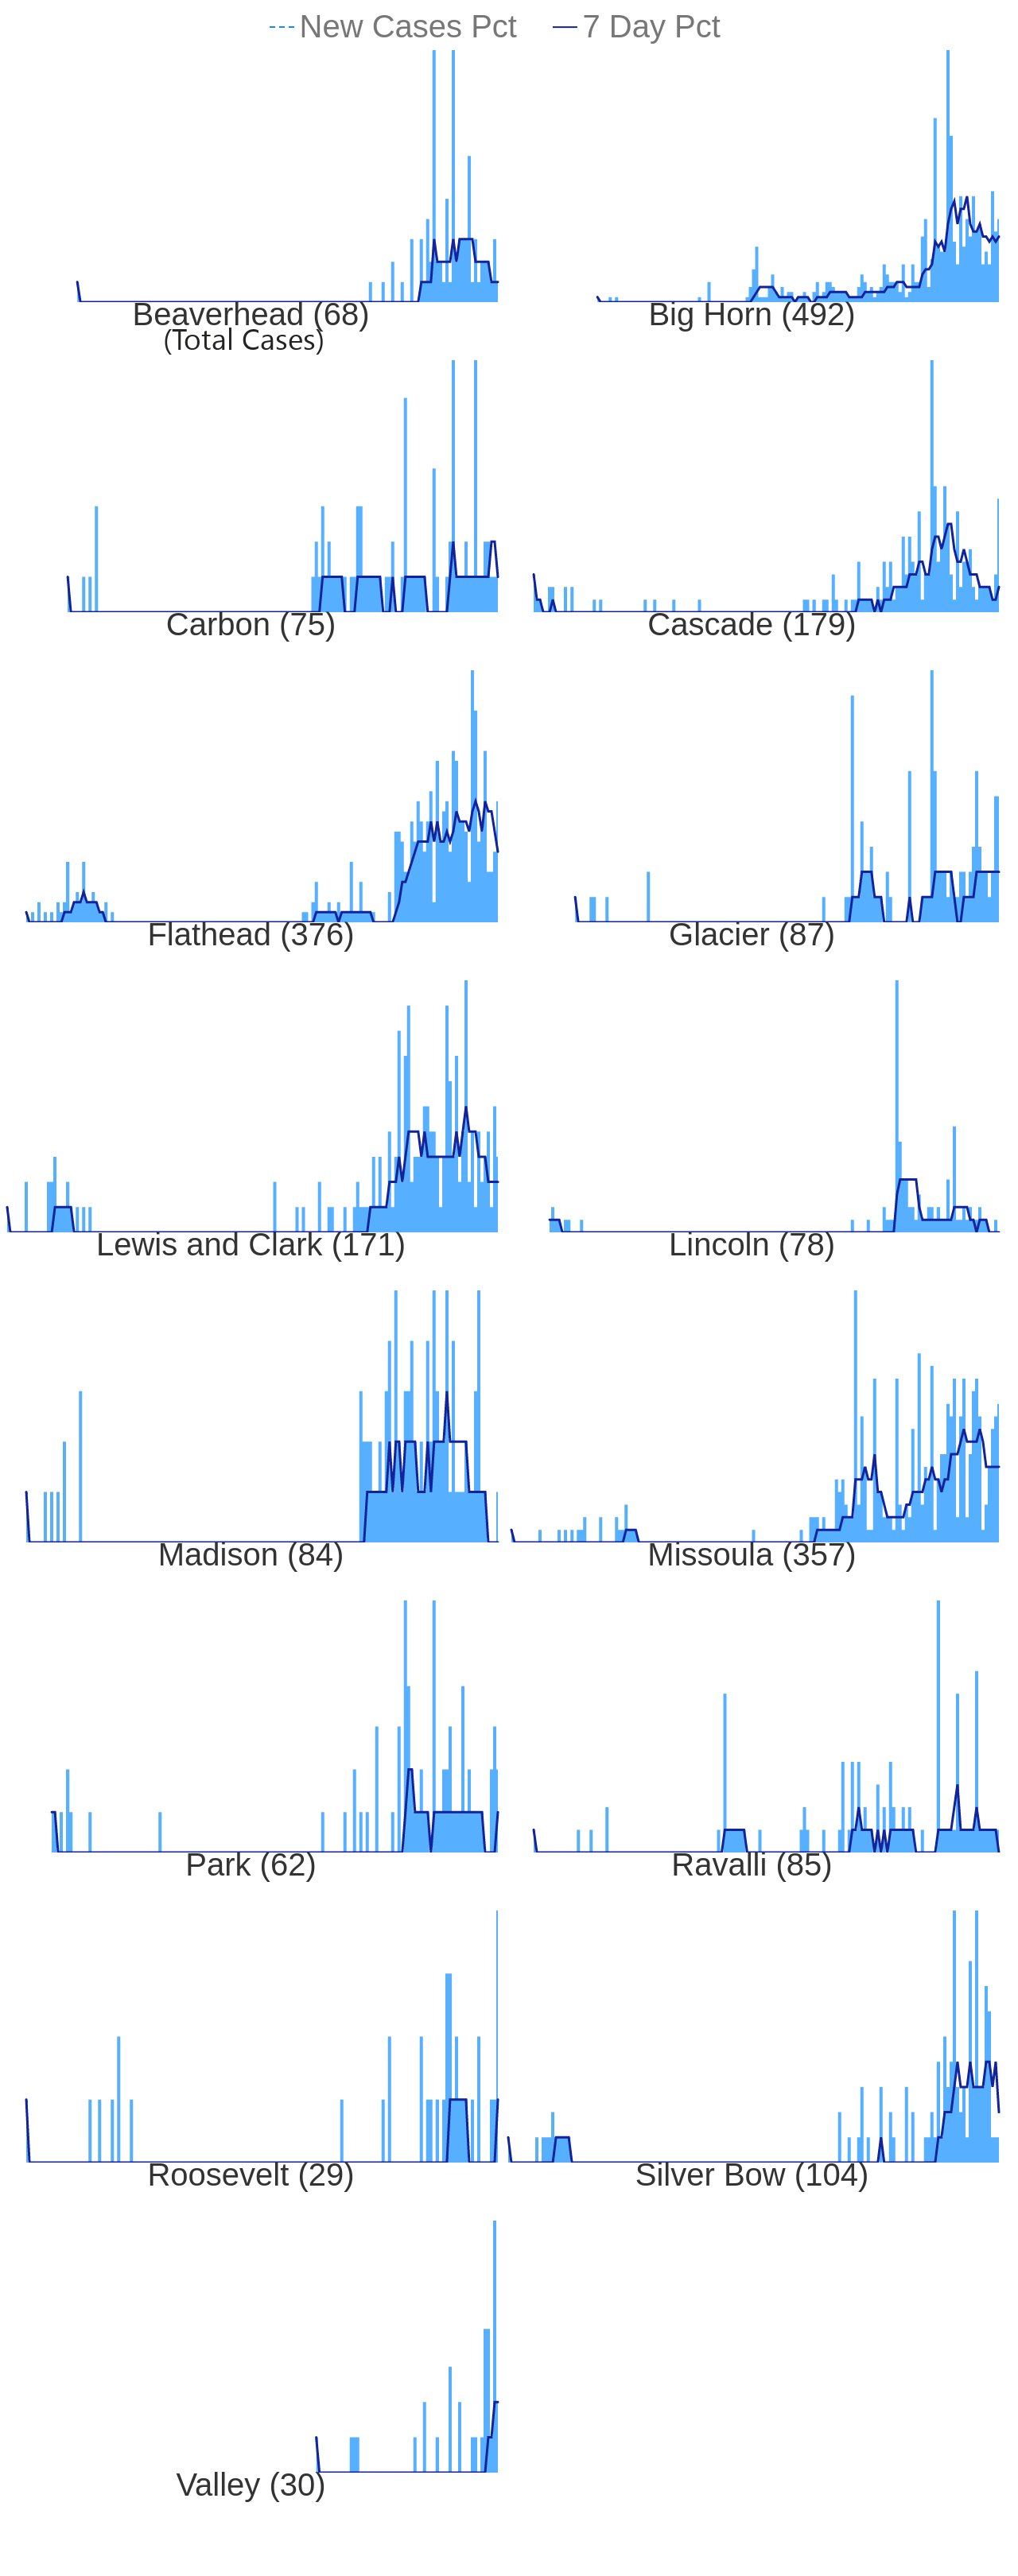 New Cases Pct 7 Day Pct
Beaverhead (68) Big Horn (492)
(Total Cases)
Carbon (75) Cascade (179)
Flathead (376) Glacier (87)
Lewis and Clark (171) Lincoln (78)
Madison (84) Missoula (357)
Park (62) Ravalli (85)
Roosevelt (29) Silver Bow (104)
Valley (30)